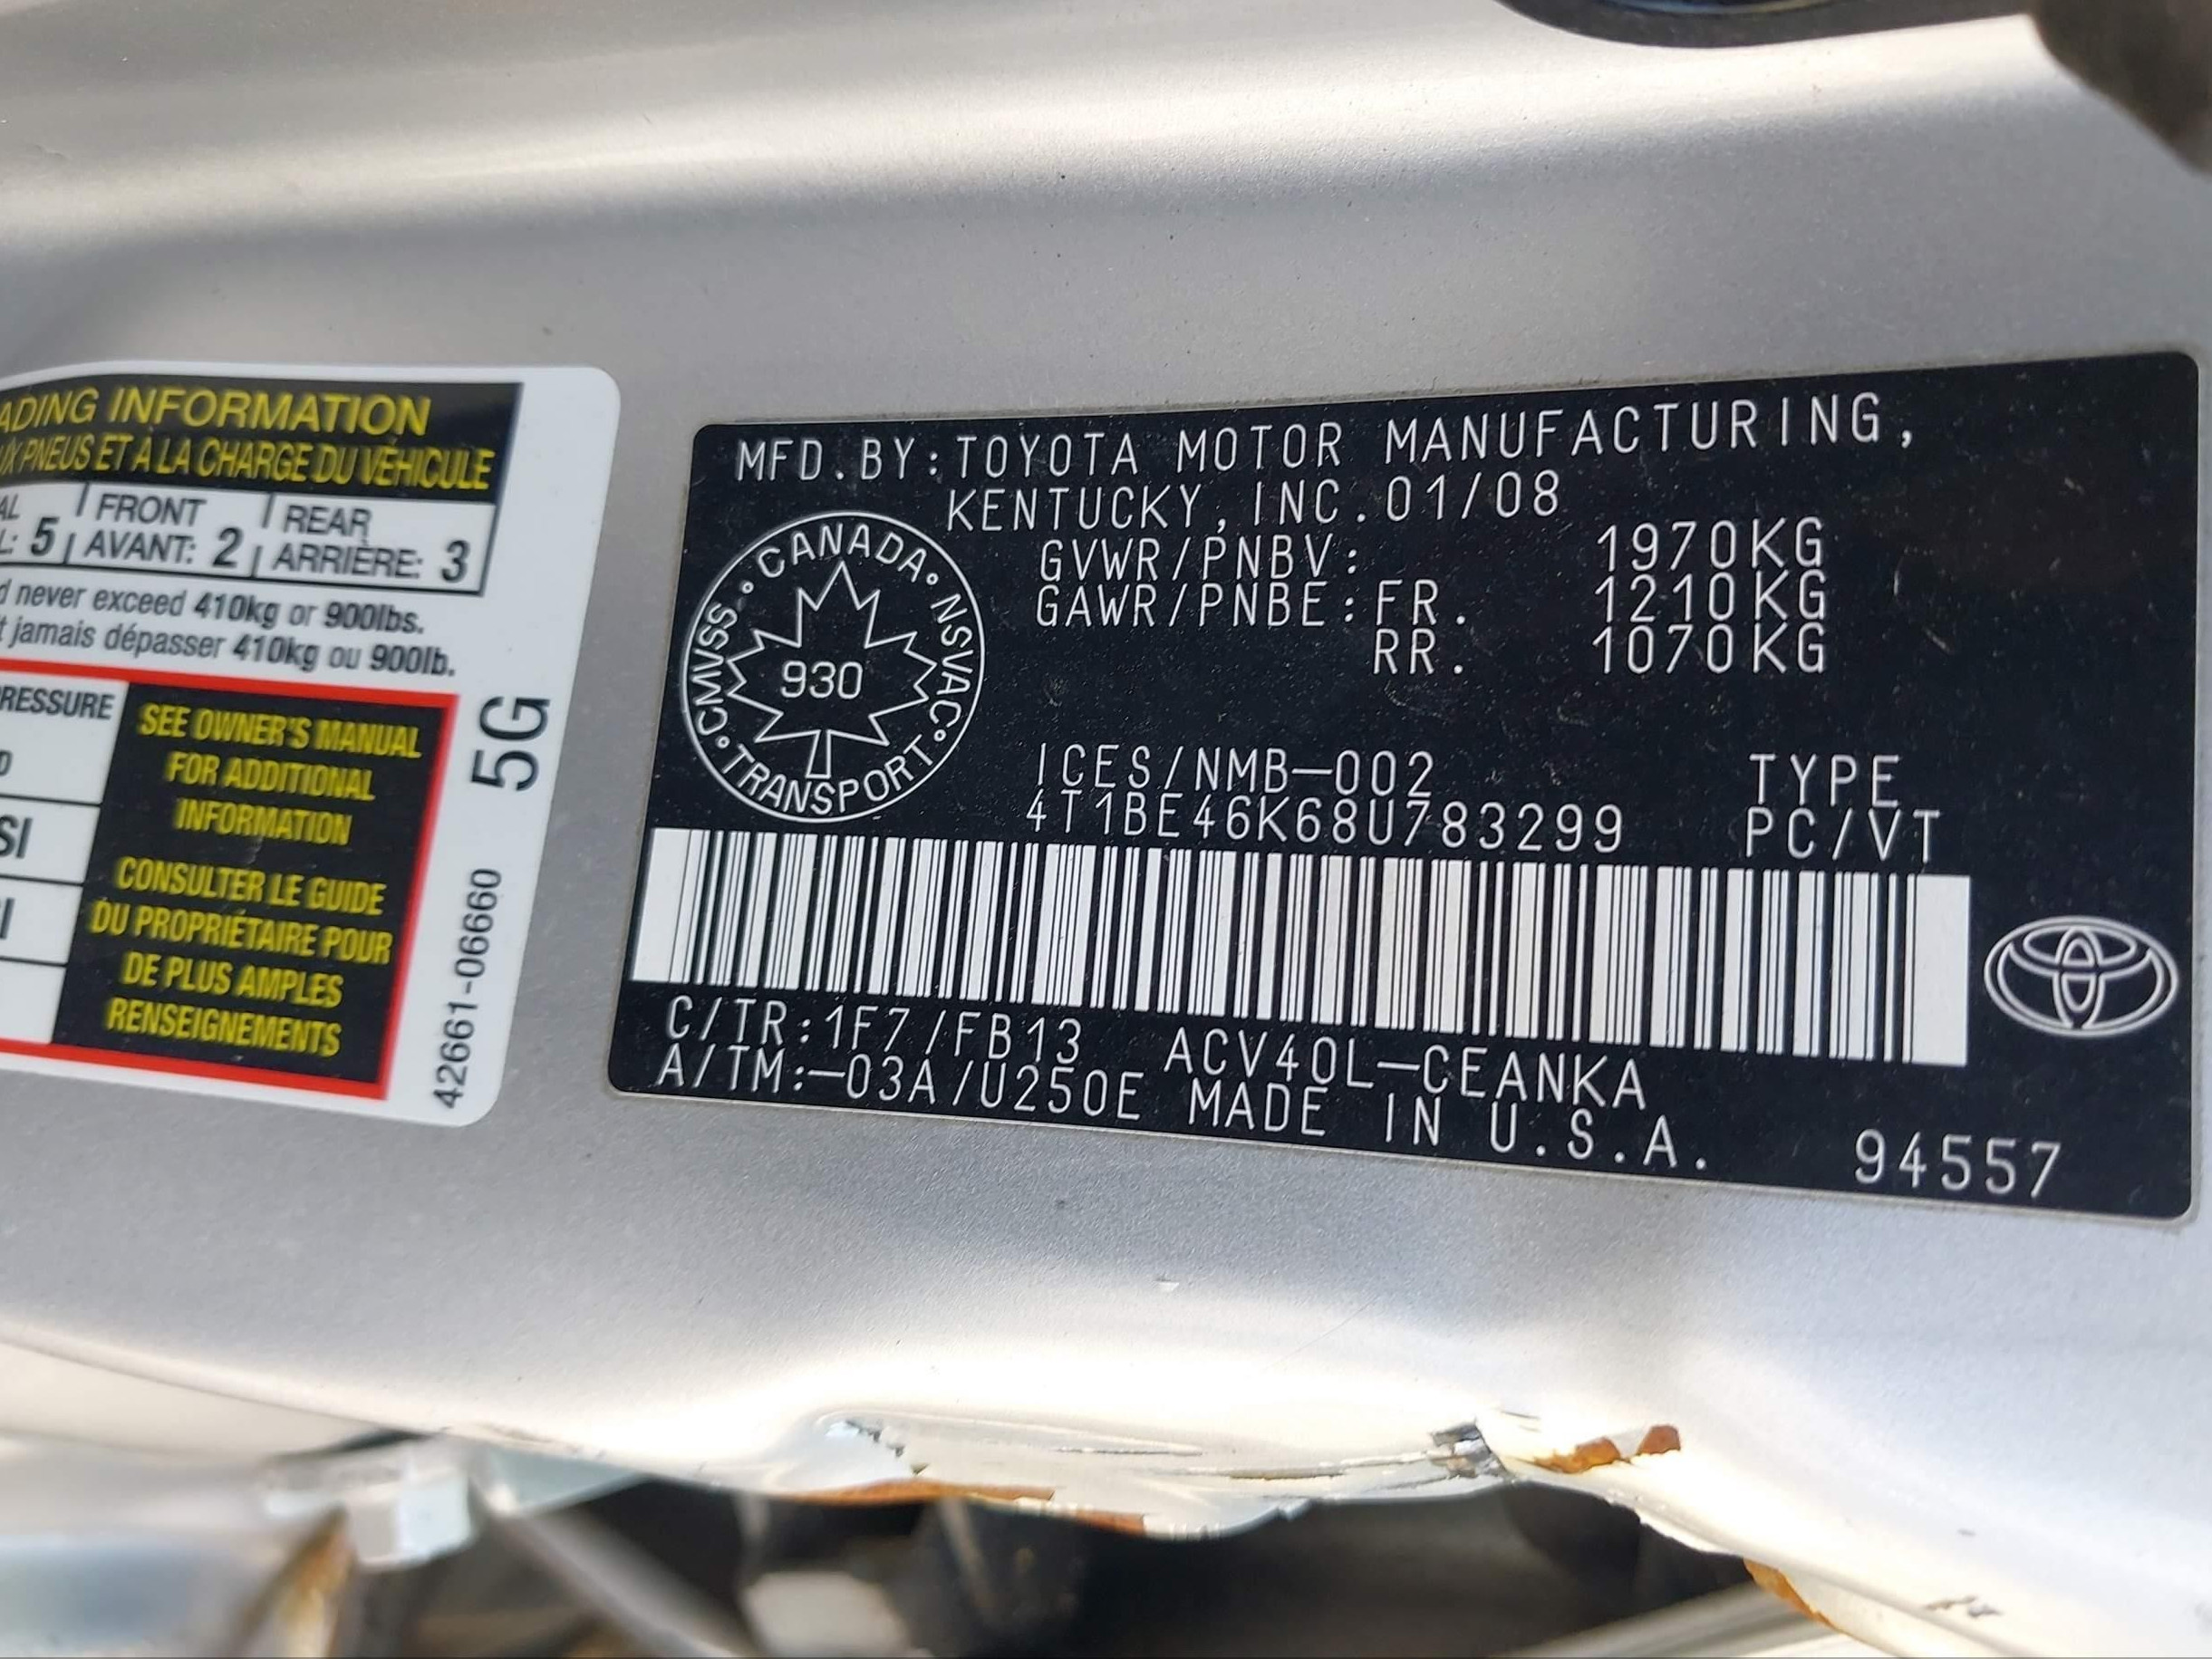 ADING INFORMATION
UX PNEUS ET À LA CHARGE DU VÉHICULE
AL FRONT REAR
L: 5 AVANT: 2 ARRIÈRE: 3
d never exceed 410kg or 900lbs.
t jamais dépasser 410kg ou 900lb.
RESSURE
D
SI
I
SEE OWNER'S MANUAL
FOR ADDITIONAL
INFORMATION
CONSULTER LE GUIDE
DU PROPRIÉTAIRE POUR
DE PLUS AMPLES
RENSEIGNEMENTS
5G
42661-06660
MFD.BY:TOYOTA MOTOR MANUFACTURING,
KENTUCKY, INC.01/08
GVWR/PNBV: 1970KG
GAWR/PNBE:FR. 1210KG
RR. 1070KG
CANADA • NSVAC • TRANSPORT • CMVSS •
930
ICES/NMB-002 TYPE
4T1BE46K68U783299 PC/VT
C/TR:1F7/FB13 ACV40L-CEANKA
A/TM:-03A/U250E MADE IN U.S.A.
94557